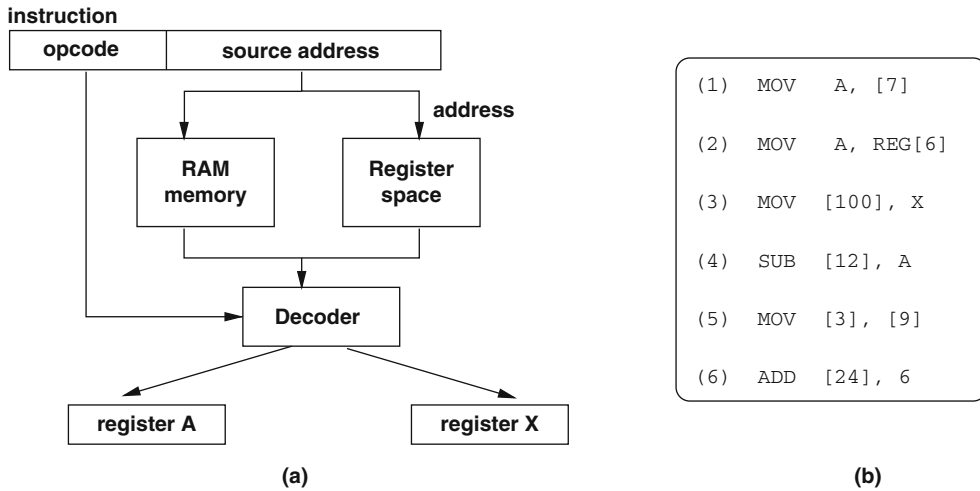 instruction
opcode
source address
address
RAM
memory
Register
space
Decoder
register A
register X
(a)
(1) MOV A, [7]
(2) MOV A, REG[6]
(3) MOV [100], X
(4) SUB [12], A
(5) MOV [3], [9]
(6) ADD [24], 6
(b)